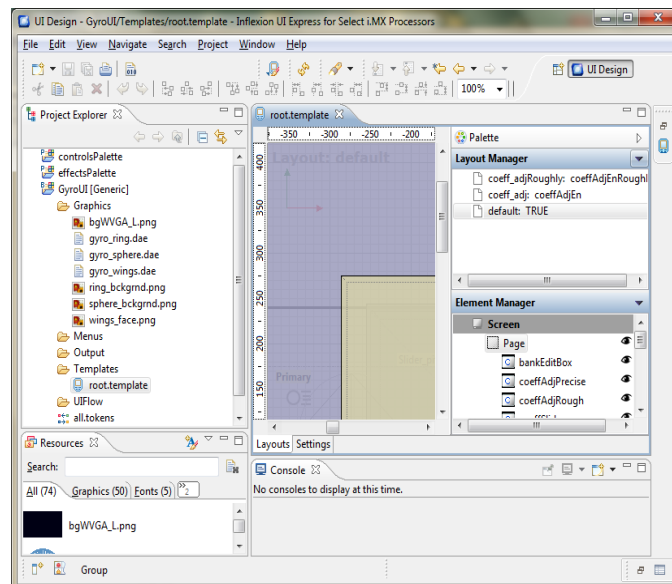 UI Design - GyroUI/Templates/root.template - Inflexion UI Express for Select i.MX Processors
File Edit View Navigate Search Project Window Help
UI Design
100%
Project Explorer
controlsPalette
effectsPalette
GyroUI [Generic]
Graphics
bgWVGA_L.png
gyro_ring.dae
gyro_sphere.dae
gyro_wings.dae
ring_bckgrnd.png
sphere_bckgrnd.png
wings_face.png
Menus
Output
Templates
root.template
UIFlow
all.tokens
root.template
-350 -300 -250 -200
400
350
300
250
200
150
Layout: default
Primary
Palette
Layout Manager
coeff_adjRoughly: coeffAdjEnRoughl
coeff_adj: coeffAdjEn
default: TRUE
Element Manager
Screen
Page
bankEditBox
coeffAdjPrecise
coeffAdjRough
Layouts Settings
Resources
Search:
All (74) Graphics (50) Fonts (5) 2
bgWVGA_L.png
Console
No consoles to display at this time.
Group